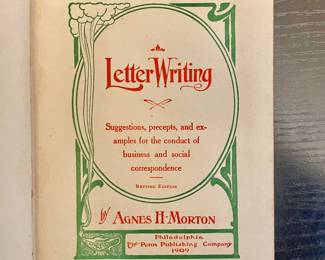 Letter Writing
Suggestions, precepts, and ex-
amples for the conduct of
business and social
correspondence
Revised Edition
by Agnes H. Morton
Philadelphia
The Penn Publishing Company
1909